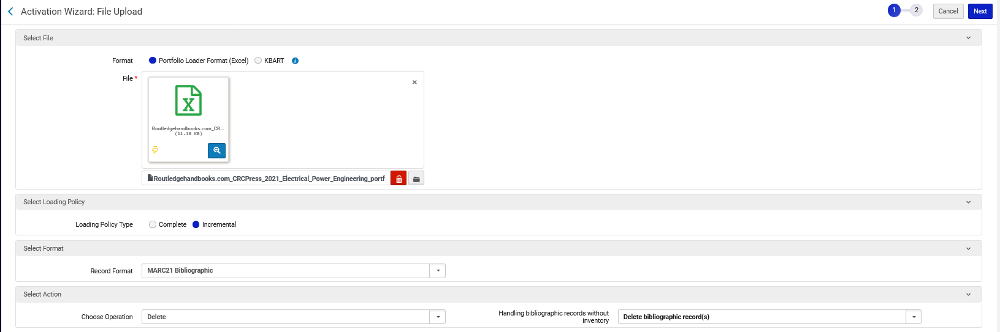 Activation Wizard: File Upload
1 2 Cancel Next
Select File
Format Portfolio Loader Format (Excel) KBART i
File *
X
Routledgehandbooks.com_CR...
(11.16 KB)
Routledgehandbooks.com_CRCPress_2021_Electrical_Power_Engineering_portf
Select Loading Policy
Loading Policy Type Complete Incremental
Select Format
Record Format MARC21 Bibliographic
Select Action
Choose Operation Delete
Handling bibliographic records without
inventory
Delete bibliographic record(s)